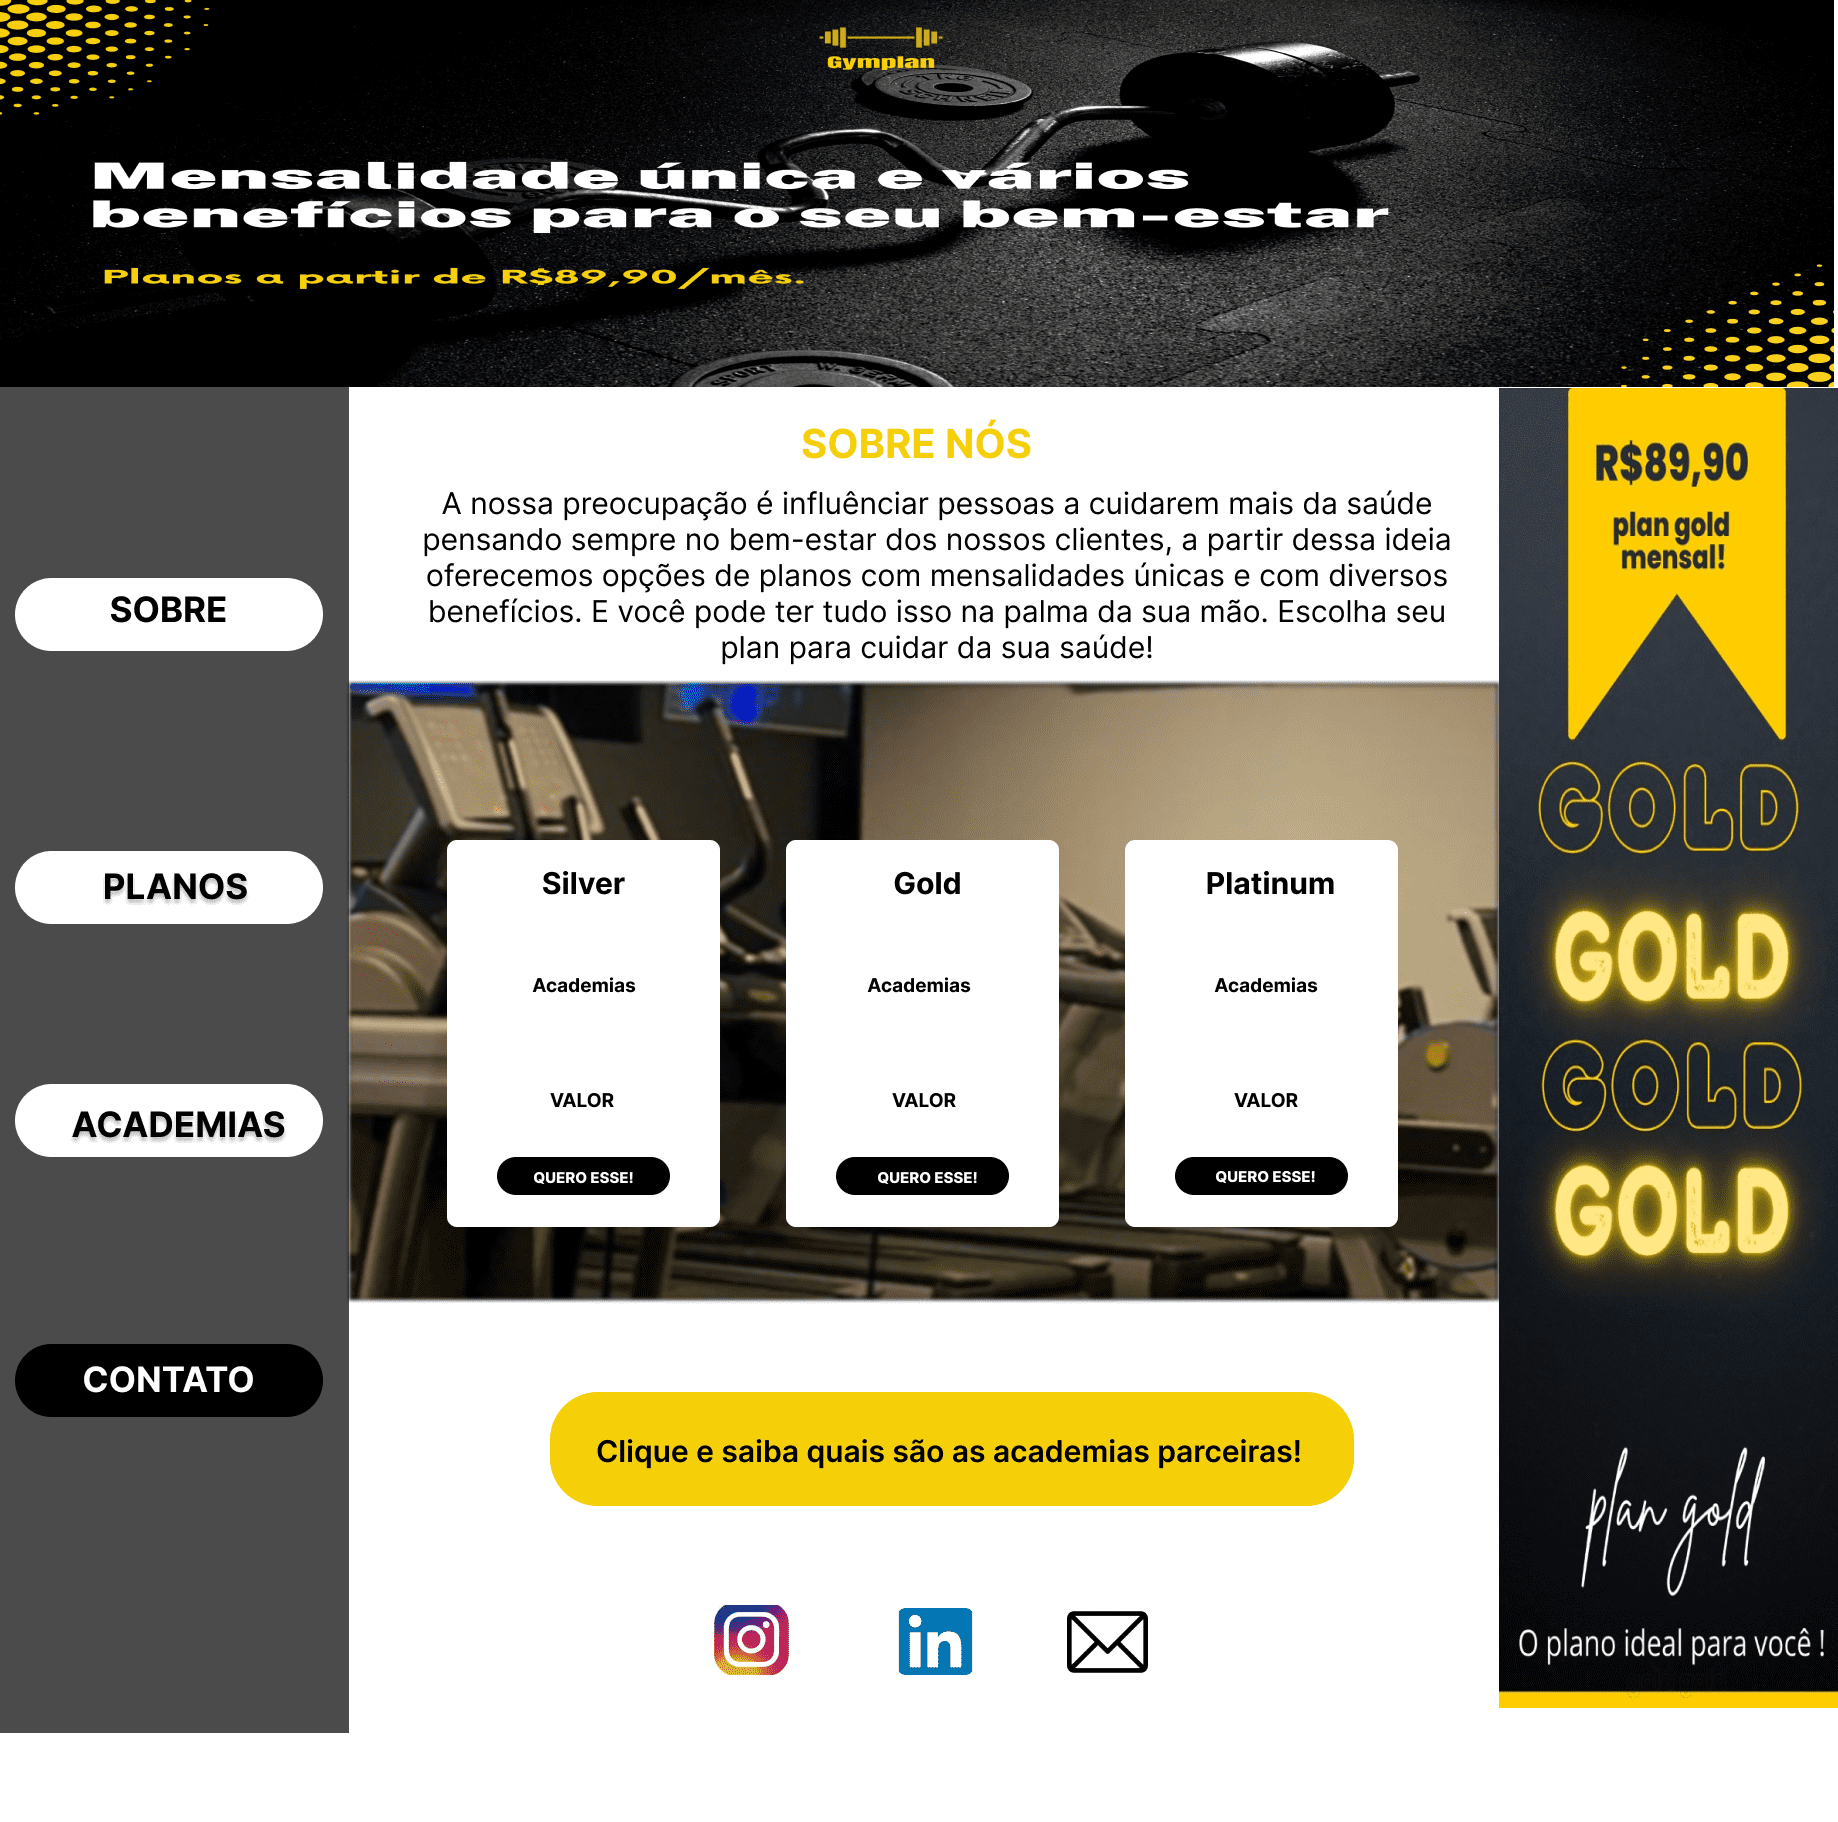 Gymplan
Mensalidade única e vários
benefícios para o seu bem-estar
Planos a partir de R$89,90/mês.
SOBRE
PLANOS
ACADEMIAS
CONTATO
SOBRE NÓS
A nossa preocupação é influênciar pessoas a cuidarem mais da saúde
pensando sempre no bem-estar dos nossos clientes, a partir dessa ideia
oferecemos opções de planos com mensalidades únicas e com diversos
benefícios. E você pode ter tudo isso na palma da sua mão. Escolha seu
plan para cuidar da sua saúde!
Silver
Academias
VALOR
QUERO ESSE!
Gold
Academias
VALOR
QUERO ESSE!
Platinum
Academias
VALOR
QUERO ESSE!
Clique e saiba quais são as academias parceiras!
in
R$89,90
plan gold
mensal!
GOLD
GOLD
GOLD
GOLD
plan gold
O plano ideal para você !